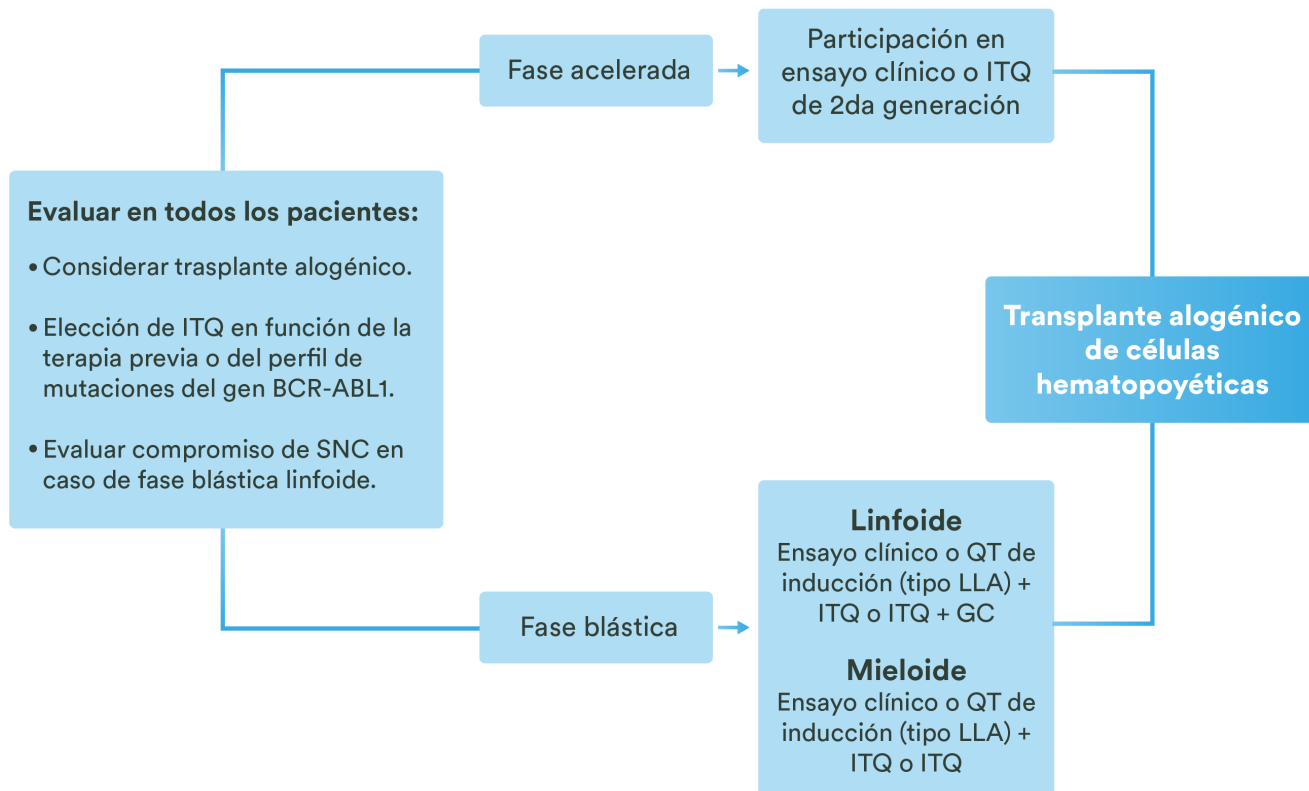 Evaluar en todos los pacientes:
• Considerar trasplante alogénico.
• Elección de ITQ en función de la
terapia previa o del perfil de
mutaciones del gen BCR-ABL1.
• Evaluar compromiso de SNC en
caso de fase blástica linfoide.
Fase acelerada
Participación en
ensayo clínico o ITQ
de 2da generación
Fase blástica
Linfoide
Ensayo clínico o QT de
inducción (tipo LLA) +
ITQ o ITQ + GC
Mieloide
Ensayo clínico o QT de
inducción (tipo LLA) +
ITQ o ITQ
Transplante alogénico
de células
hematopoyéticas